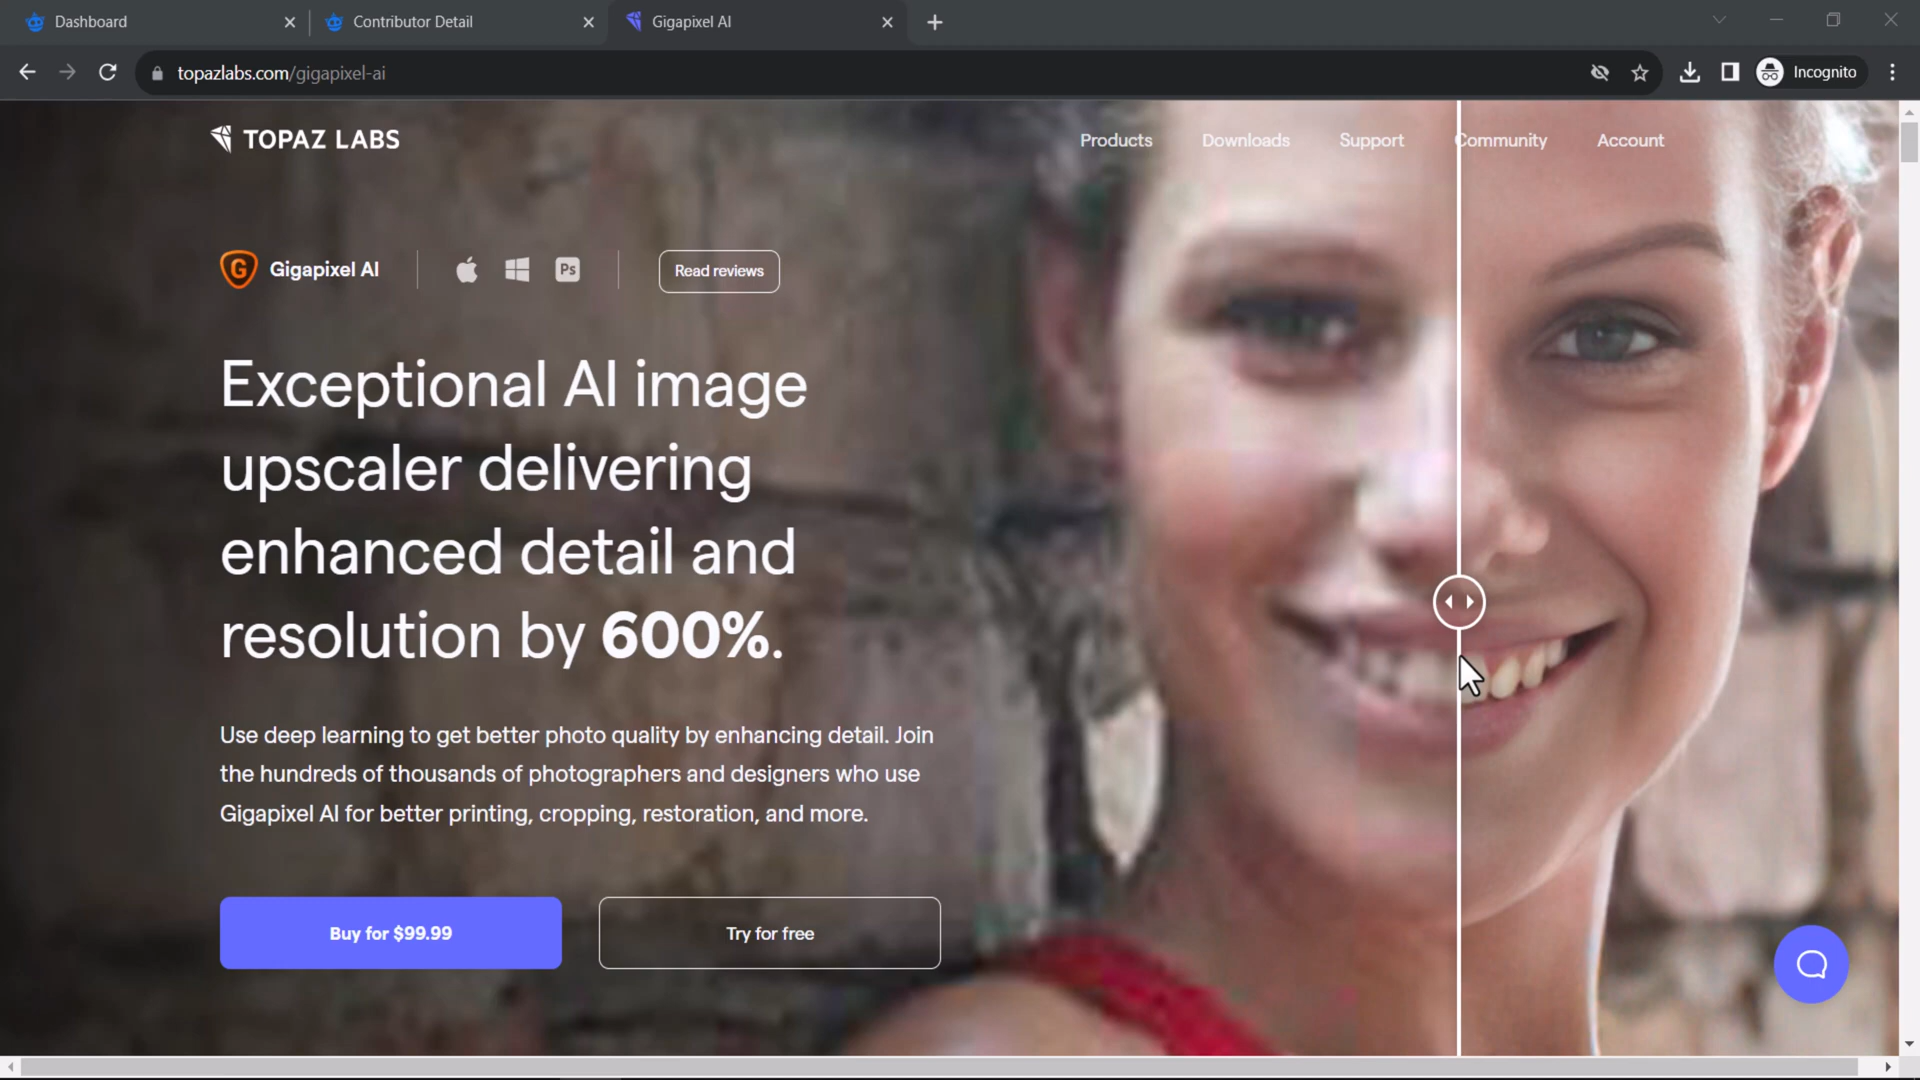 Dashboard
Contributor Detail
Gigapixel AI
topazlabs.com/gigapixel-ai
Incognito
TOPAZ LABS
Products
Downloads
Support
Community
Account
G
Gigapixel AI
Ps
Read reviews
Exceptional AI image
upscaler delivering
enhanced detail and
resolution by 600%.
Use deep learning to get better photo quality by enhancing detail. Join
the hundreds of thousands of photographers and designers who use
Gigapixel AI for better printing, cropping, restoration, and more.
Buy for $99.99
Try for free